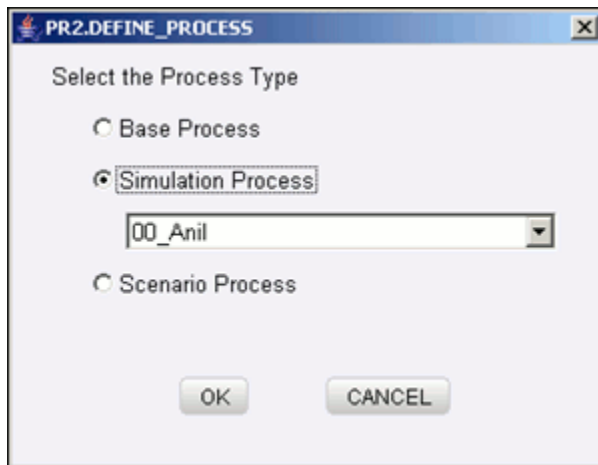 PR2.DEFINE_PROCESS
Select the Process Type
Base Process
Simulation Process
00_Anil
Scenario Process
OK CANCEL